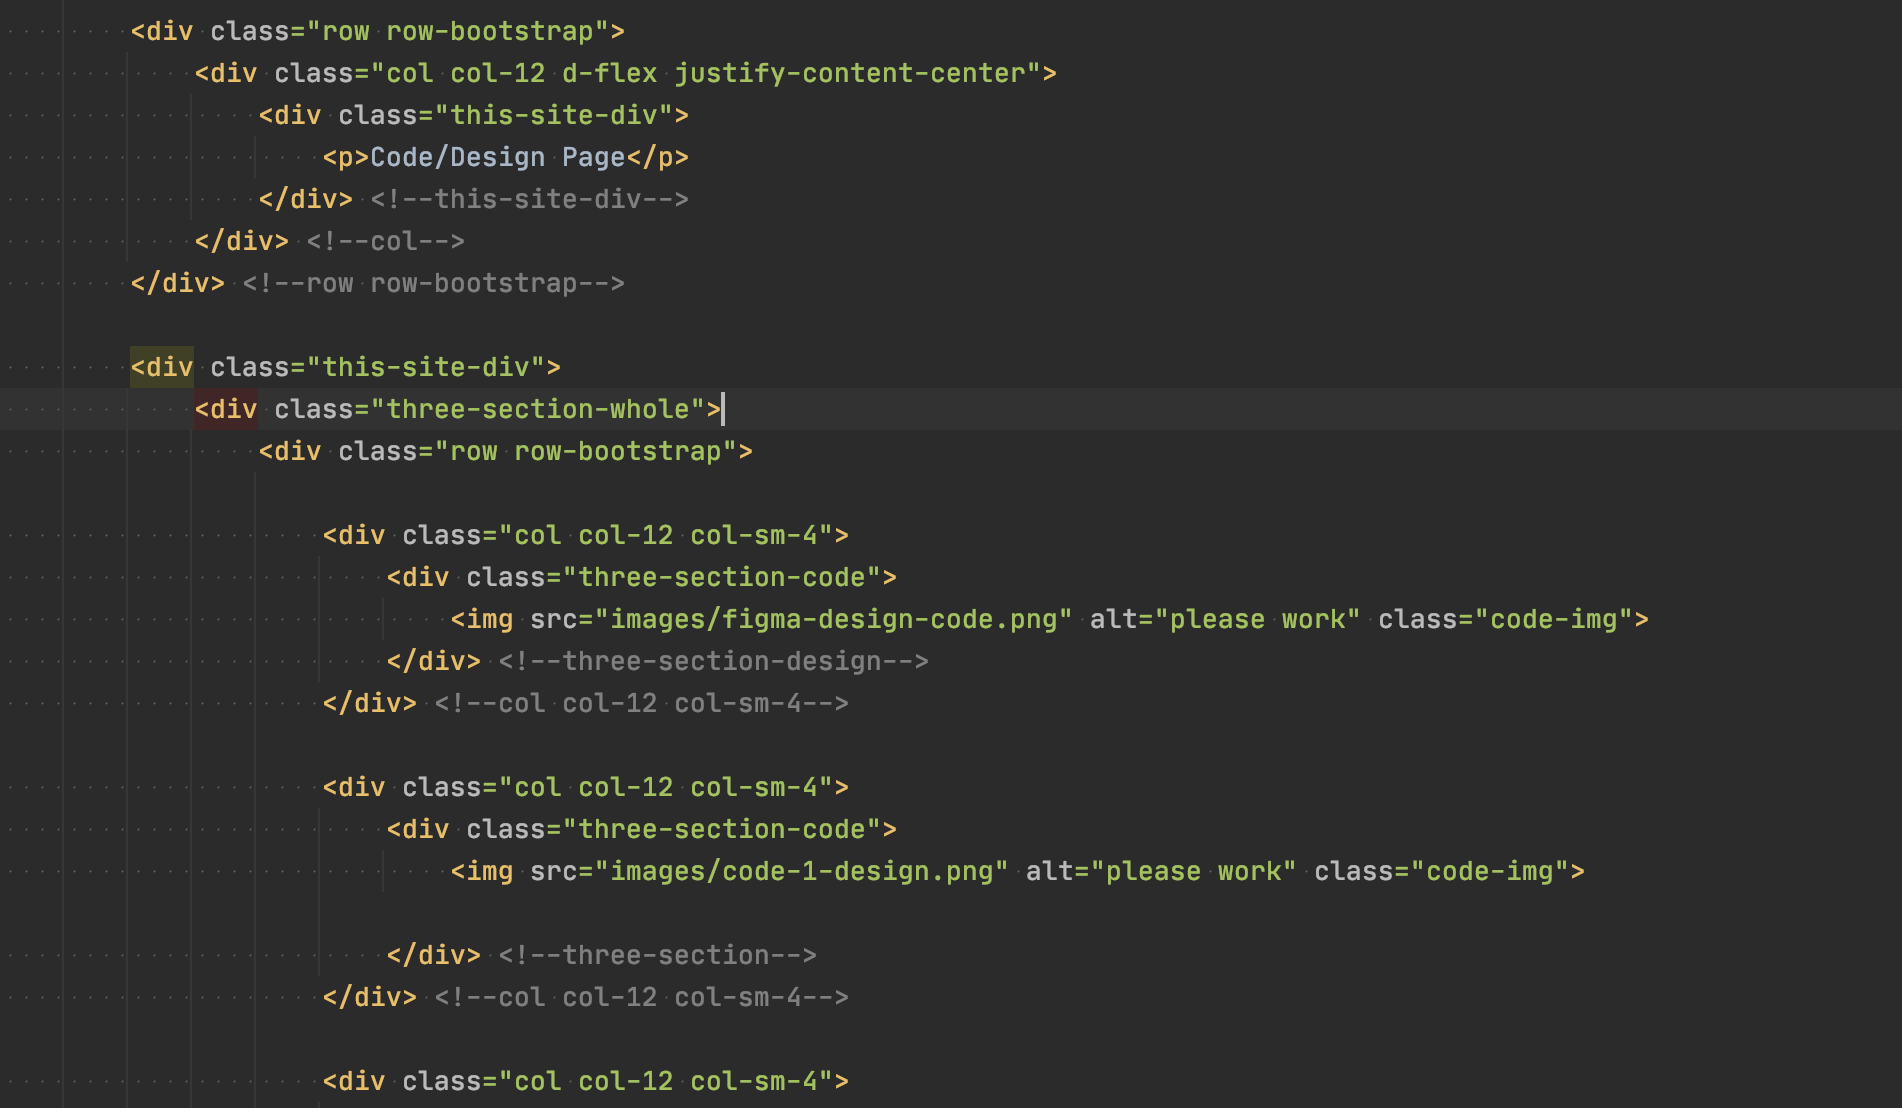 <div class="row row-bootstrap">
<div class="col col-12 d-flex justify-content-center">
<div class="this-site-div">
<p>Code/Design Page</p>
</div> <!--this-site-div-->
</div> <!--col-->
</div> <!--row row-bootstrap-->
<div class="this-site-div">
<div class="three-section-whole">
<div class="row row-bootstrap">
<div class="col col-12 col-sm-4">
<div class="three-section-code">
<img src="images/figma-design-code.png" alt="please work" class="code-img">
</div> <!--three-section-design-->
</div> <!--col col-12 col-sm-4-->
<div class="col col-12 col-sm-4">
<div class="three-section-code">
<img src="images/code-1-design.png" alt="please work" class="code-img">
</div> <!--three-section-->
</div> <!--col col-12 col-sm-4-->
<div class="col col-12 col-sm-4">